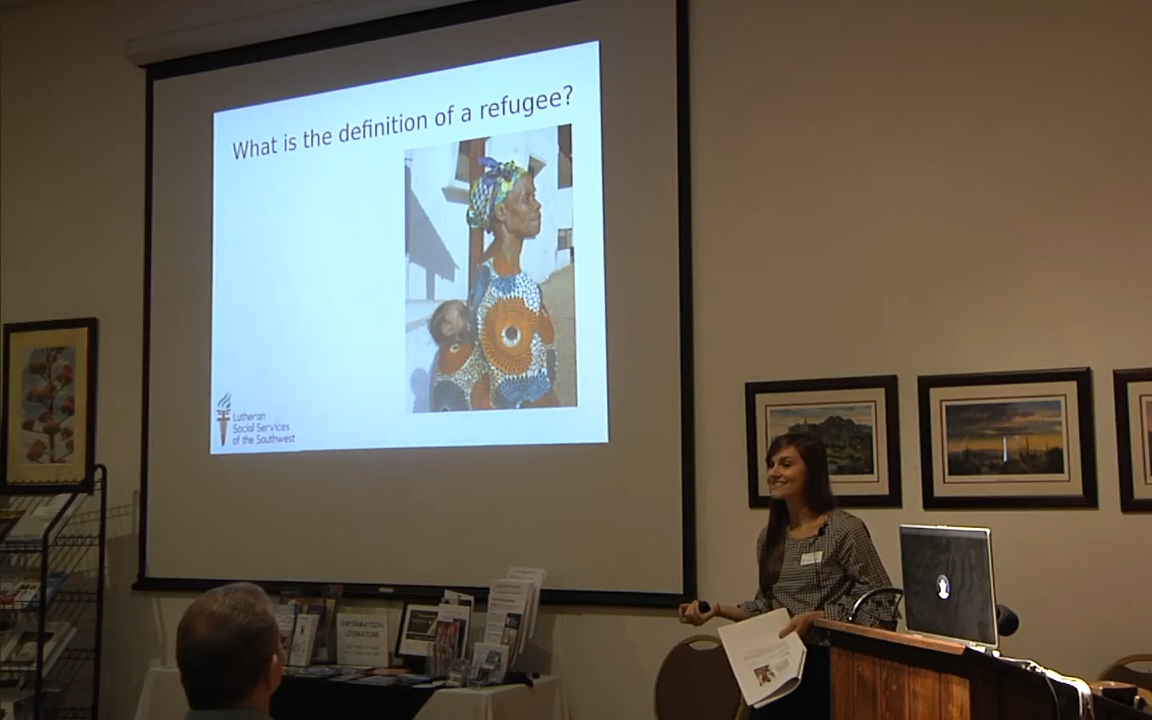 What is the definition of a refugee?
Lutheran
Social Services
of the Southwest
INFORMATION
LITERATURE